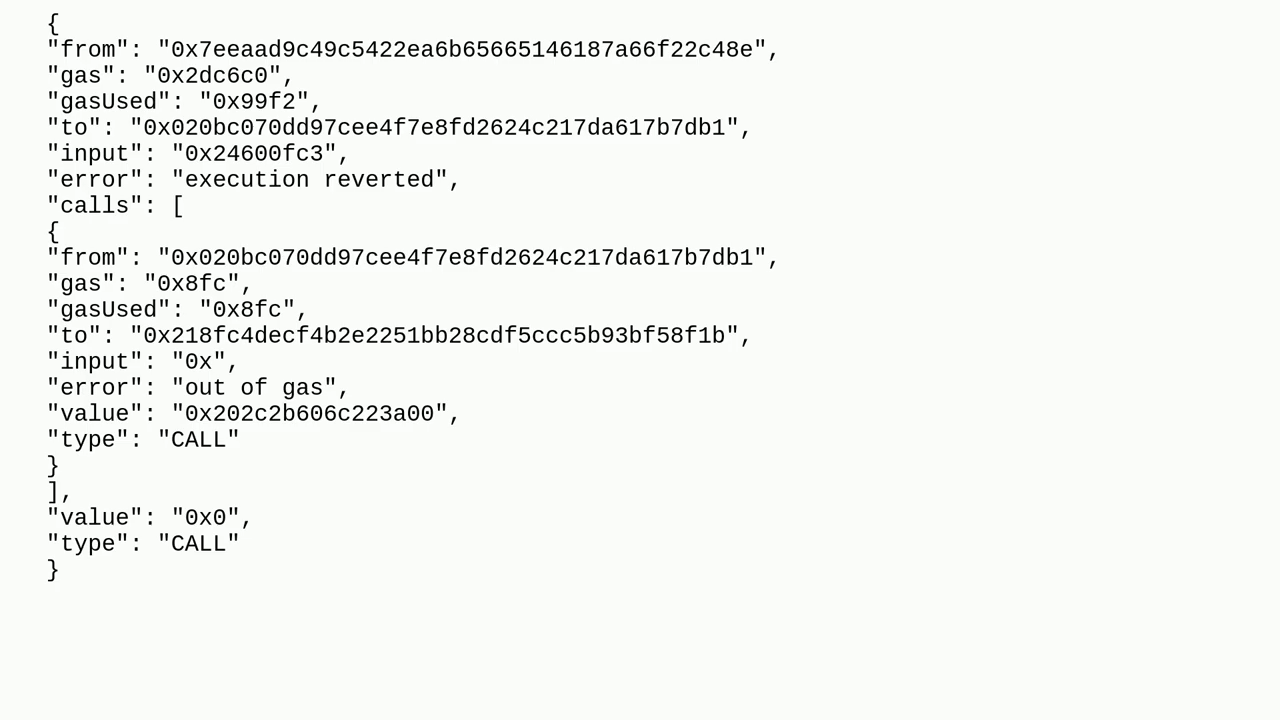 {
"from": "0x7eeaad9c49c5422ea6b65665146187a66f22c48e",
"gas": "0x2dc6c0",
"gasUsed": "0x99f2",
"to": "0x020bc070dd97cee4f7e8fd2624c217da617b7db1",
"input": "0x24600fc3",
"error": "execution reverted",
"calls": [
{
"from": "0x020bc070dd97cee4f7e8fd2624c217da617b7db1",
"gas": "0x8fc",
"gasUsed": "0x8fc",
"to": "0x218fc4decf4b2e2251bb28cdf5ccc5b93bf58f1b",
"input": "0x",
"error": "out of gas",
"value": "0x202c2b606c223a00",
"type": "CALL"
}
],
"value": "0x0",
"type": "CALL"
}